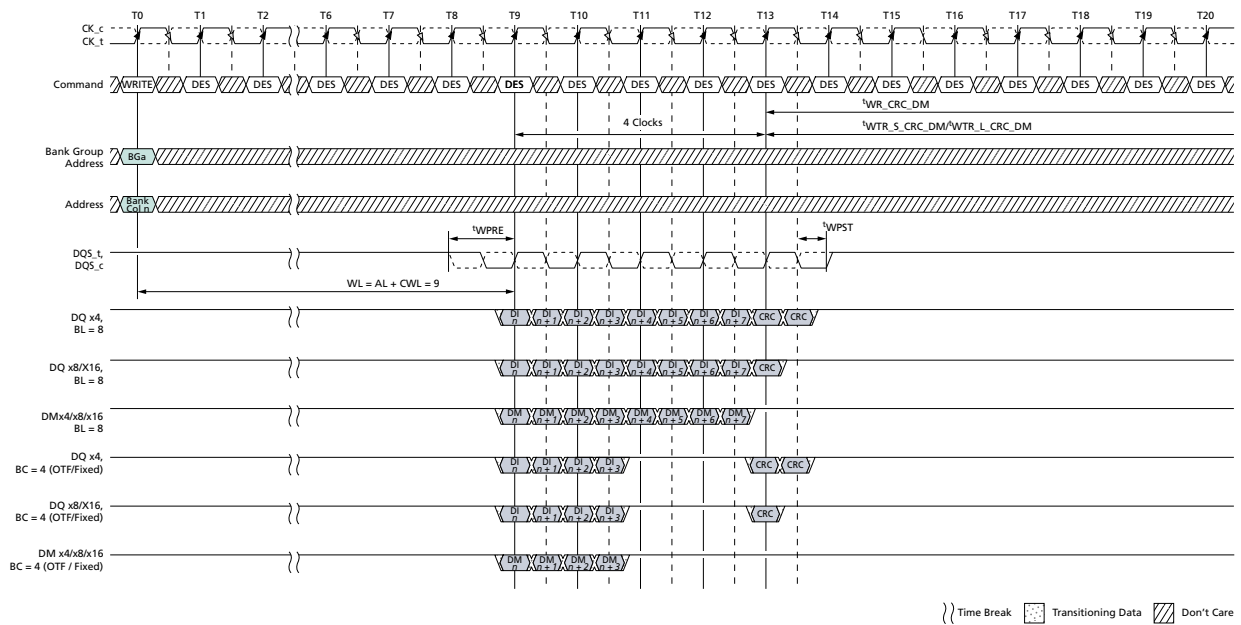 T0 T1 T2 T6 T7 T8 T9 T10 T11 T12 T13 T14 T15 T16 T17 T18 T19 T20
CK_c
CK_t
Command WRITE DES DES DES DES DES DES DES DES DES DES DES DES DES DES DES DES DES
tWR_CRC_DM
4 Clocks tWTR_S_CRC_DM/tWTR_L_CRC_DM
Bank Group
Address
BGa
Address
Bank
Col n
tWPRE tWPST
DQS_t,
DQS_c
WL = AL + CWL = 9
DQ x4,
BL = 8
DI n DI n + 1 DI n + 2 DI n + 3 DI n + 4 DI n + 5 DI n + 6 DI n + 7 CRC CRC
DQ x8/X16,
BL = 8
DI n DI n + 1 DI n + 2 DI n + 3 DI n + 4 DI n + 5 DI n + 6 DI n + 7 CRC
DMx4/x8/x16
BL = 8
DM n DM n + 1 DM n + 2 DM n + 3 DM n + 4 DM n + 5 DM n + 6 DM n + 7
DQ x4,
BC = 4 (OTF/Fixed)
DI n DI n + 1 DI n + 2 DI n + 3 CRC CRC
DQ x8/X16,
BC = 4 (OTF/Fixed)
DI n DI n + 1 DI n + 2 DI n + 3 CRC
DM x4/x8/x16
BC = 4 (OTF / Fixed)
DM n DM n + 1 DM n + 2 DM n + 3
Time Break Transitioning Data Don't Care